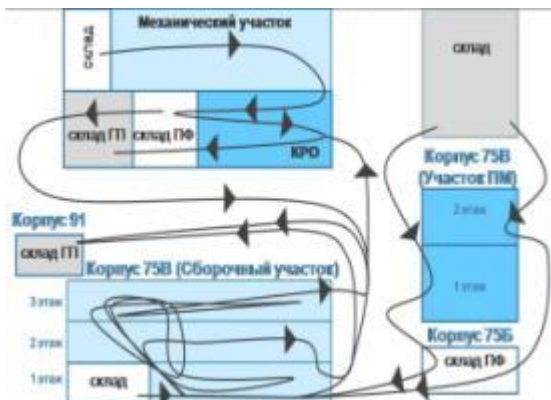 Механический участок
склад
склад ГП
склад ПФ
КРО
склад
Корпус 75В
(Участок ПМ)
2 этаж
1 этаж
Корпус 91
склад ГП
Корпус 75В (Сборочный участок)
3 этаж
2 этаж
1 этаж
склад
Корпус 75Б
склад ПФ